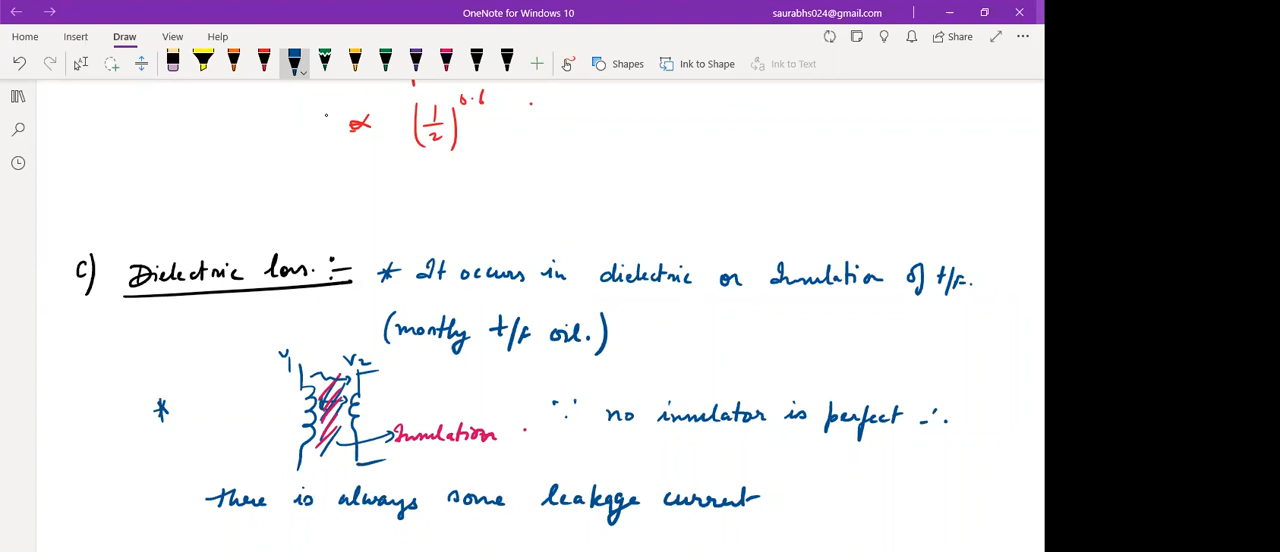 OneNote for Windows 10
saurabhs024@gmail.com
Home Insert Draw View Help
Share
Shapes Ink to Shape Ink to Text
∝ (1/2)^0.6
c) Dielectric loss :- * It occurs in dielectric or Insulation of t/f.
(mostly t/f oil.)
V1 V2
* ∵ no insulator is perfect ∴
Insulation
there is always some leakage current